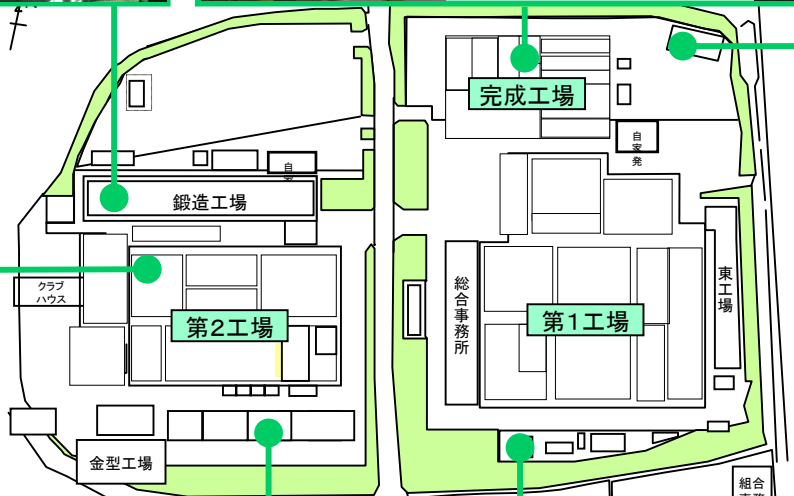 完成工場
自家発
自
鍛造工場
クラブ
ハウス
総合事務所
東工場
第2工場
第1工場
金型工場
組合